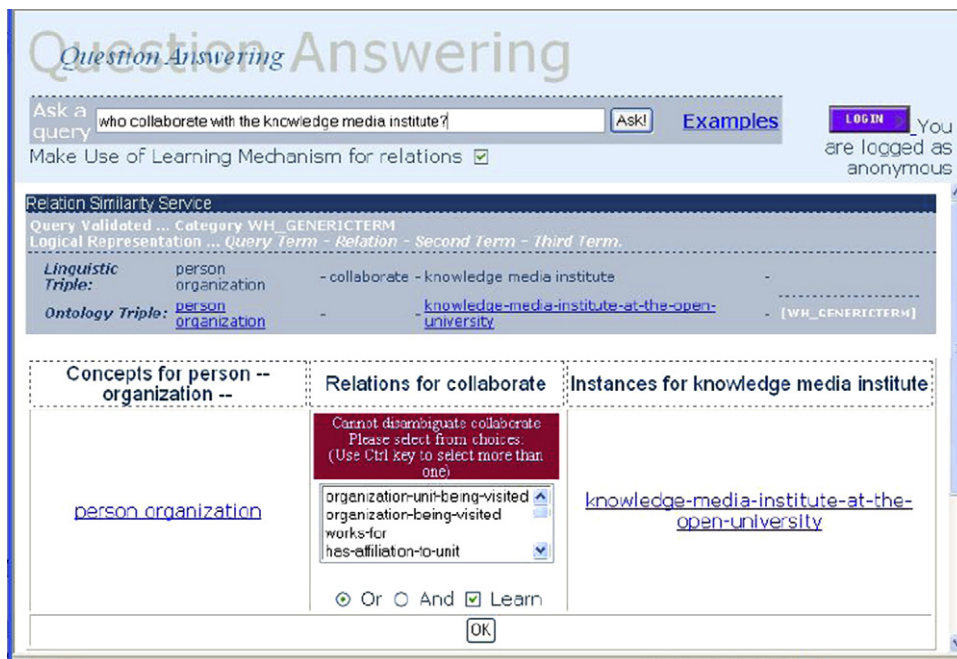 Question Answering
Question Answering
Ask a query
who collaborate with the knowledge media institute?
Ask!
Examples
LOGIN
You are logged as anonymous
Make Use of Learning Mechanism for relations
Relation Similarity Service
Query Validated ... Category WH_GENERICTERM
Logical Representation ... Query Term - Relation - Second Term - Third Term.
Linguistic Triple: person organization - collaborate - knowledge media institute -
Ontology Triple: person organization - - knowledge-media-institute-at-the-open-university - [WH_GENERICTERM]
Concepts for person -- organization --
Relations for collaborate
Instances for knowledge media institute
person organization
Cannot disambiguate collaborate
Please select from choices:
(Use Ctrl key to select more than one)
organization-unit-being-visited
organization-being-visited
works-for
has-affiliation-to-unit
Or And Learn
knowledge-media-institute-at-the-open-university
OK